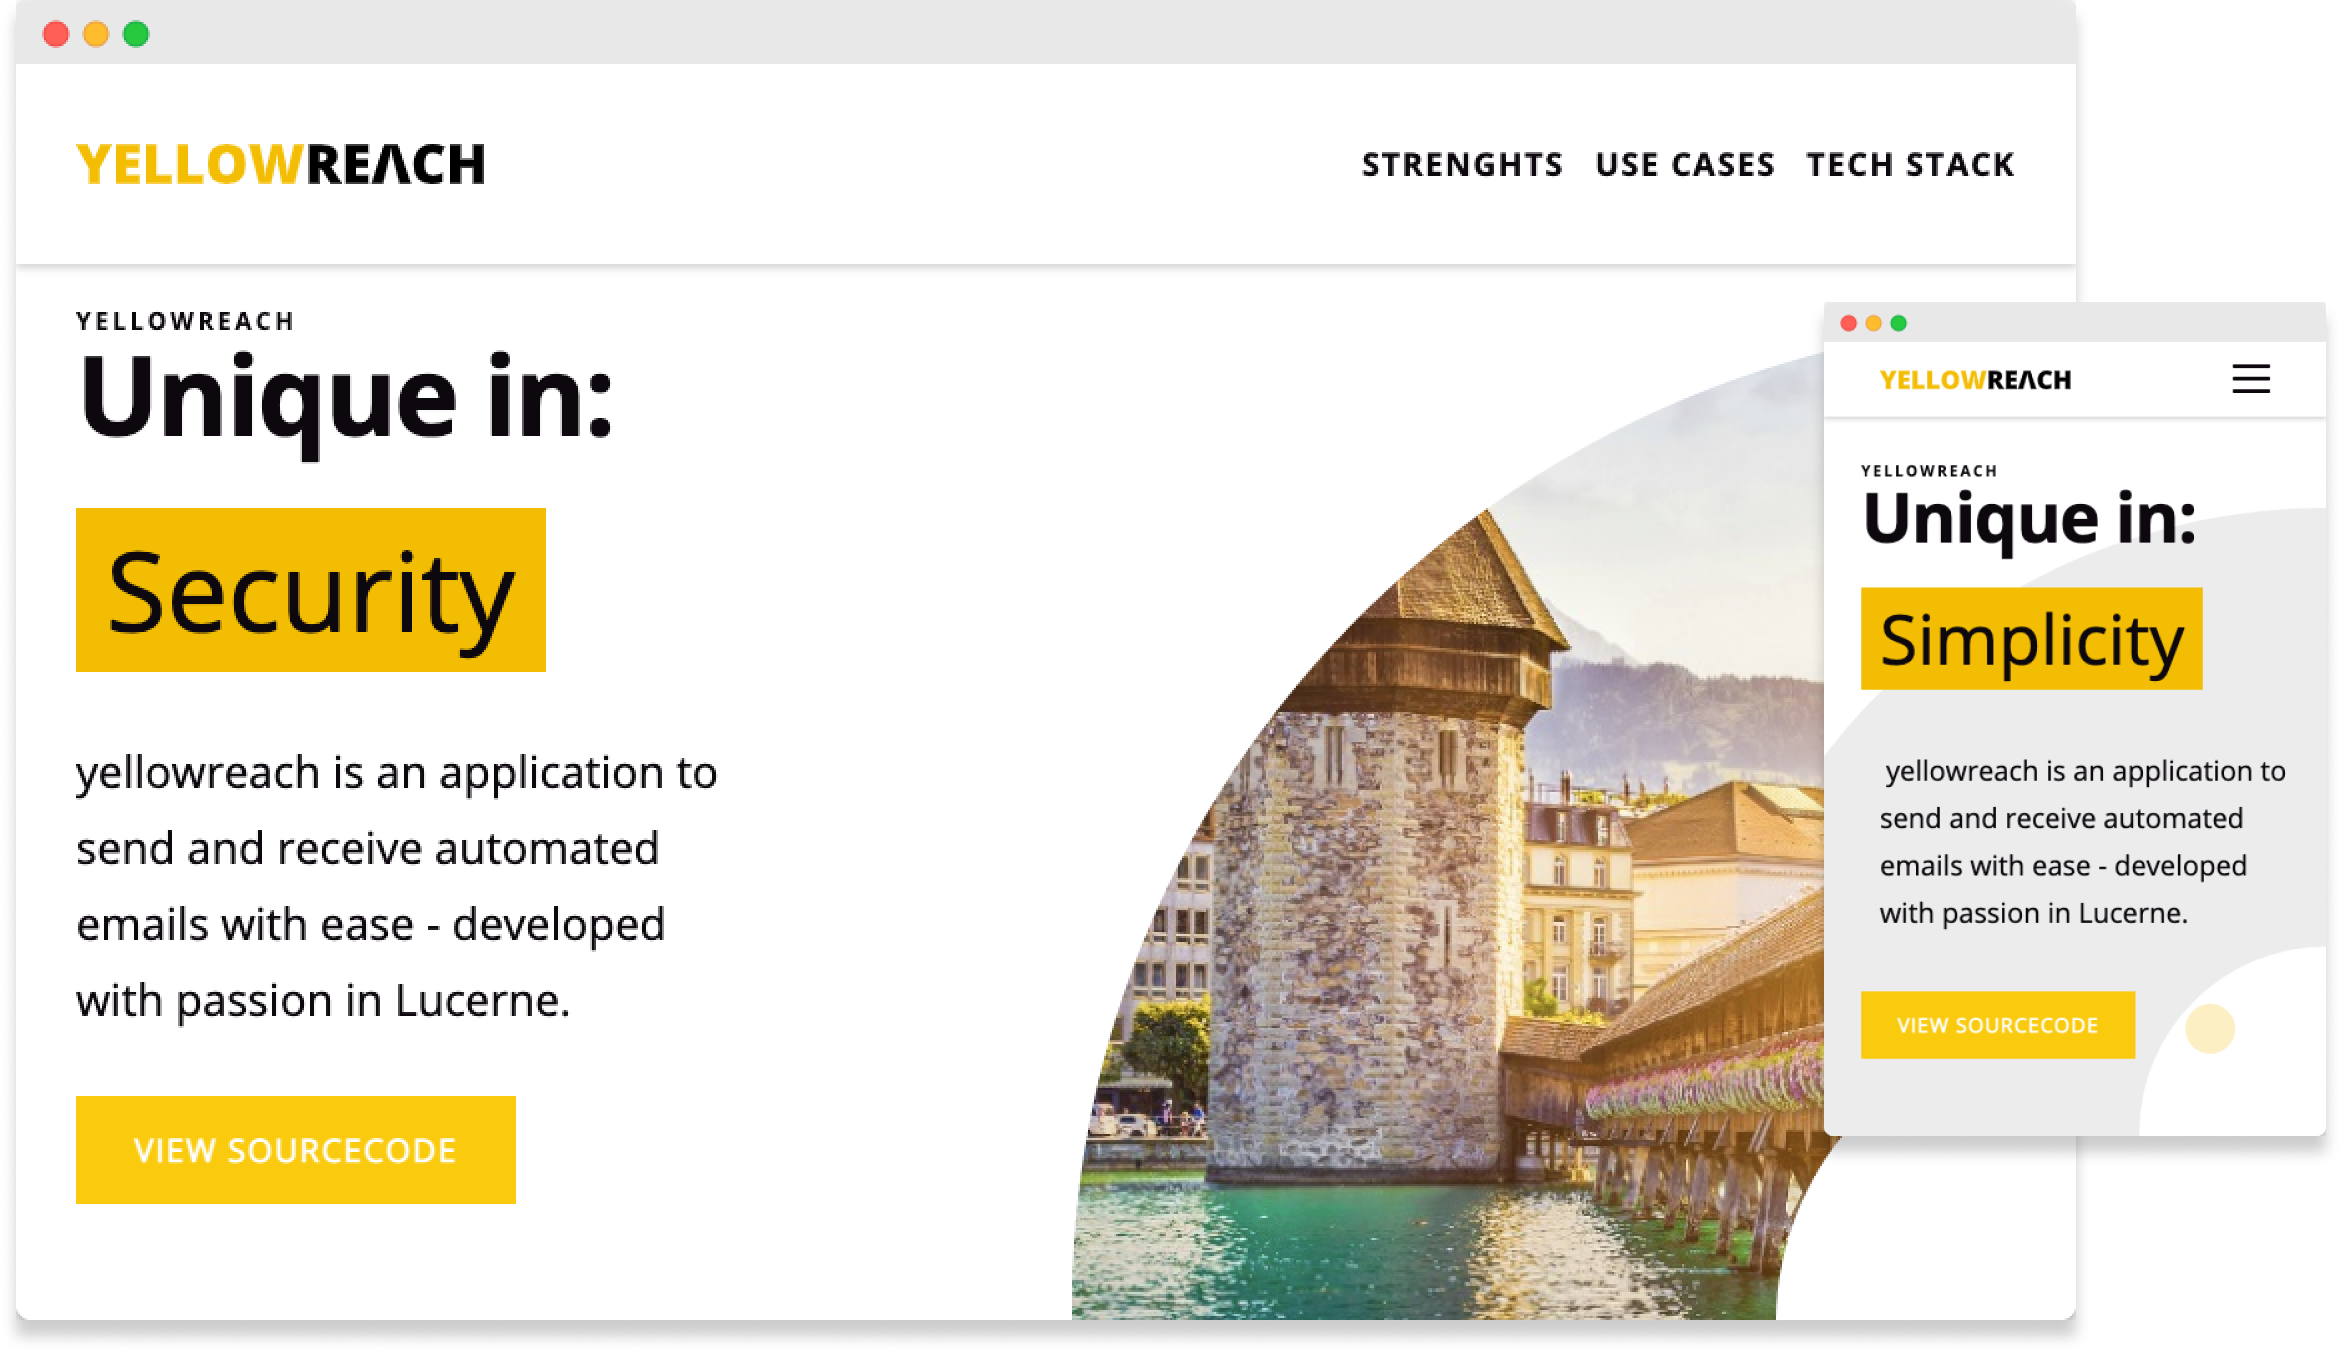 YELLOWREACH
STRENGHTS USE CASES TECH STACK
YELLOWREACH
Unique in:
Security
yellowreach is an application to
send and receive automated
emails with ease - developed
with passion in Lucerne.
VIEW SOURCECODE
YELLOWREACH
YELLOWREACH
Unique in:
Simplicity
yellowreach is an application to
send and receive automated
emails with ease - developed
with passion in Lucerne.
VIEW SOURCECODE